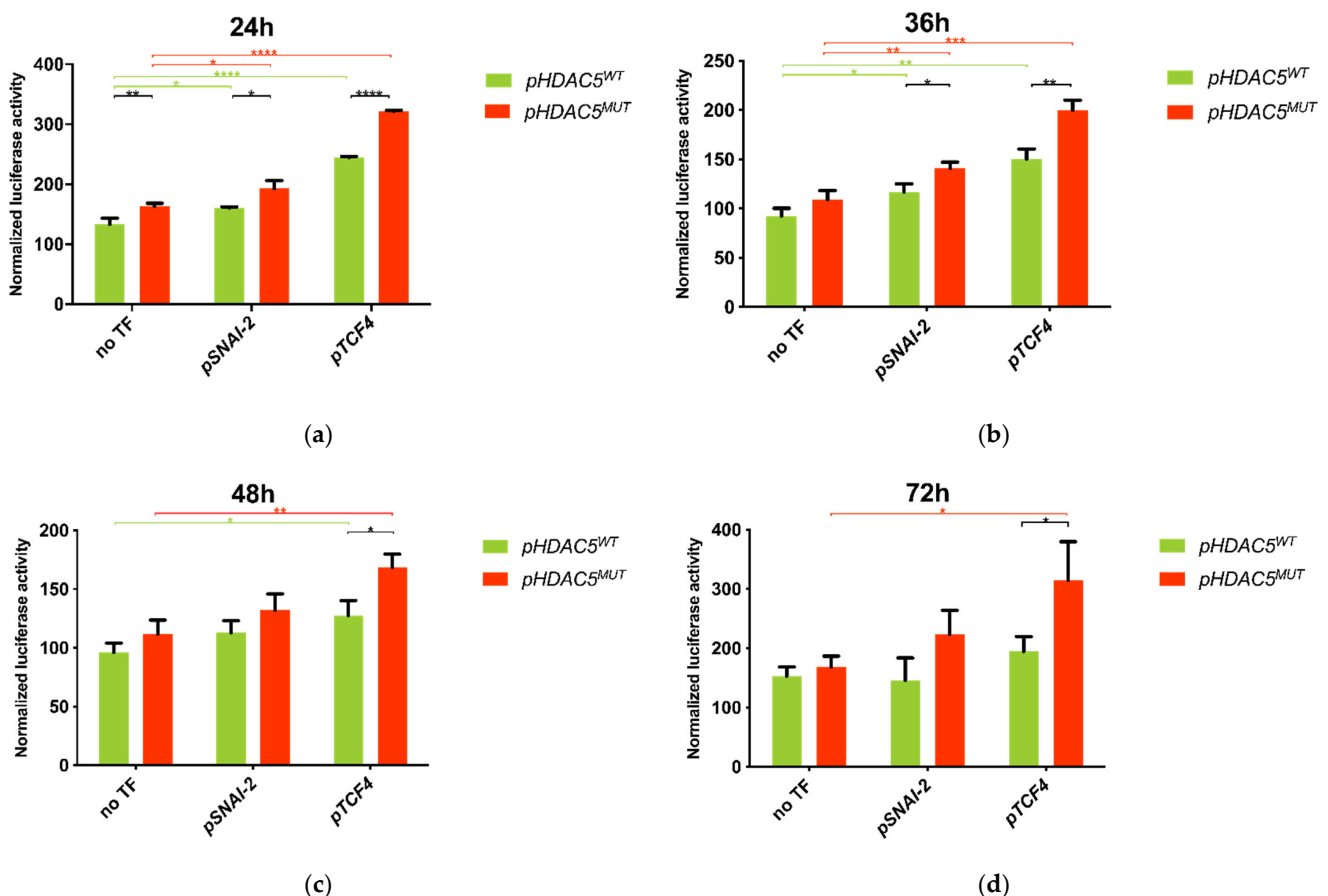 24h
****
*
****
*
**
*
****
400
300
200
100
0
Normalized luciferase activity
pHDAC5WT
pHDAC5MUT
no TF
pSNAI-2
pTCF4
(a)
36h
***
**
**
*
*
**
250
200
150
100
50
0
Normalized luciferase activity
pHDAC5WT
pHDAC5MUT
no TF
pSNAI-2
pTCF4
(b)
48h
**
*
*
200
150
100
50
0
Normalized luciferase activity
pHDAC5WT
pHDAC5MUT
no TF
pSNAI-2
pTCF4
(c)
72h
*
*
400
300
200
100
0
Normalized luciferase activity
pHDAC5WT
pHDAC5MUT
no TF
pSNAI-2
pTCF4
(d)